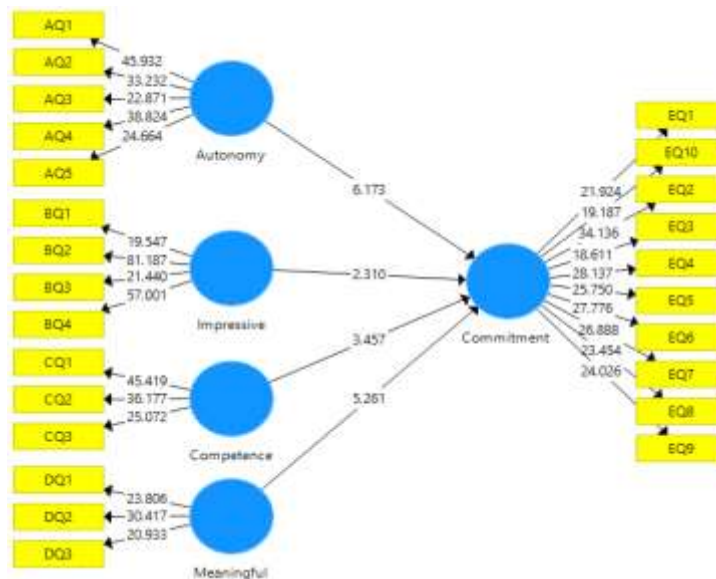 AQ1
AQ2
AQ3
AQ4
AQ5
45.932
33.232
22.871
38.824
24.664
Autonomy
6.173
BQ1
BQ2
BQ3
BQ4
19.547
81.187
21.440
57.001
Impressive
2.310
CQ1
CQ2
CQ3
45.419
36.177
25.072
Competence
3.457
DQ1
DQ2
DQ3
23.806
30.417
20.933
Meaningful
5.261
Commitment
21.924
19.187
34.136
18.611
28.137
25.750
27.776
26.888
23.454
24.026
EQ1
EQ10
EQ2
EQ3
EQ4
EQ5
EQ6
EQ7
EQ8
EQ9